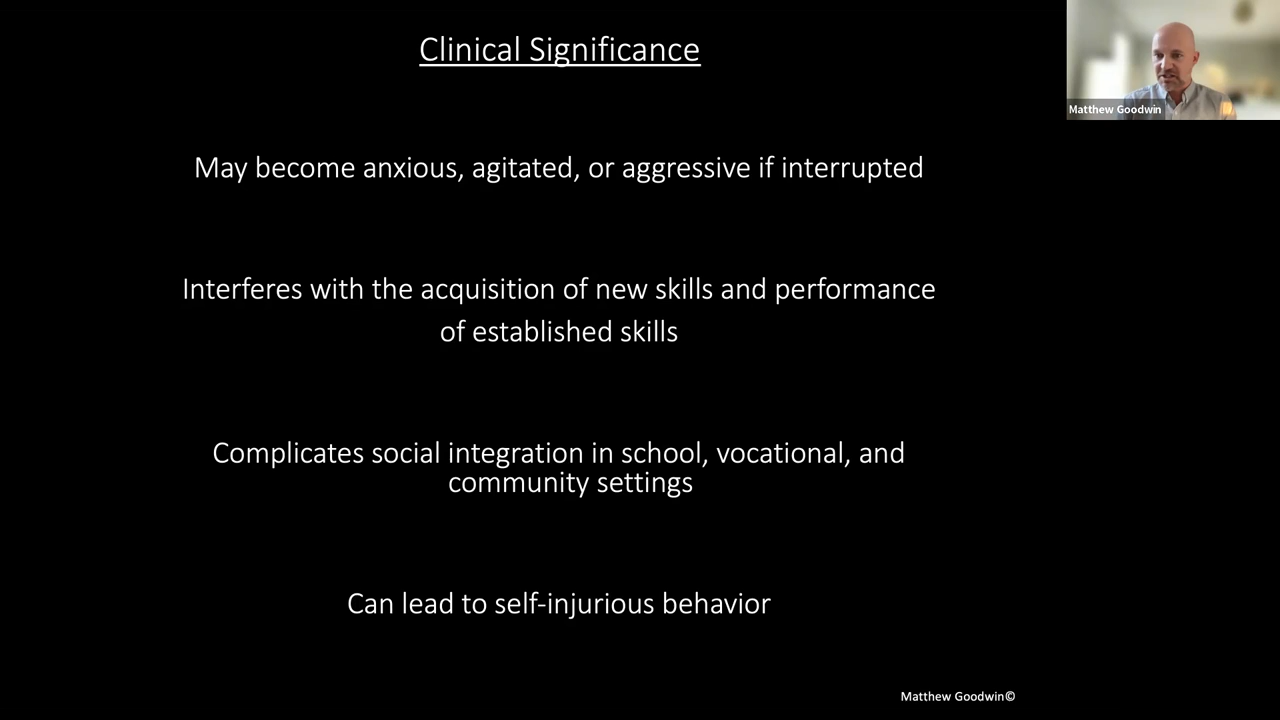 Clinical Significance
Matthew Goodwin
May become anxious, agitated, or aggressive if interrupted
Interferes with the acquisition of new skills and performance
of established skills
Complicates social integration in school, vocational, and
community settings
Can lead to self-injurious behavior
Matthew Goodwin©